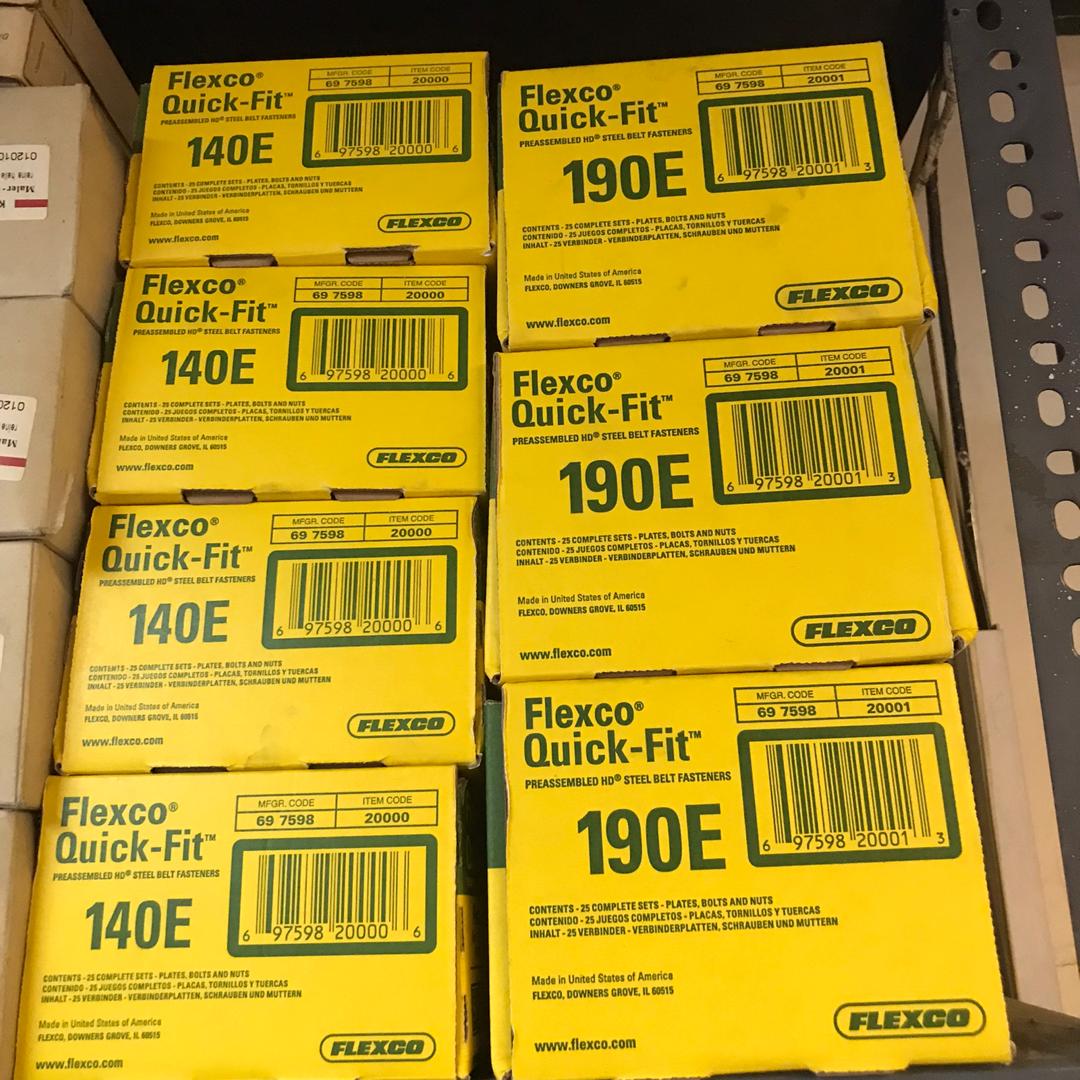 Flexco®
Quick-Fit™
PREASSEMBLED HD® STEEL BELT FASTENERS
140E
MFGR. CODE ITEM CODE
69 7598 20000
6 97598 20000 6
CONTENTS - 25 COMPLETE SETS - PLATES, BOLTS AND NUTS
CONTENIDO - 25 JUEGOS COMPLETOS - PLACAS, TORNILLOS Y TUERCAS
INHALT - 25 VERBINDER - VERBINDERPLATTEN, SCHRAUBEN UND MUTTERN
Made in United States of America
FLEXCO, DOWNERS GROVE, IL 60515
www.flexco.com
FLEXCO
Flexco®
Quick-Fit™
PREASSEMBLED HD® STEEL BELT FASTENERS
140E
MFGR. CODE ITEM CODE
69 7598 20000
6 97598 20000 6
CONTENTS - 25 COMPLETE SETS - PLATES, BOLTS AND NUTS
CONTENIDO - 25 JUEGOS COMPLETOS - PLACAS, TORNILLOS Y TUERCAS
INHALT - 25 VERBINDER - VERBINDERPLATTEN, SCHRAUBEN UND MUTTERN
Made in United States of America
FLEXCO, DOWNERS GROVE, IL 60515
www.flexco.com
FLEXCO
Flexco®
Quick-Fit™
PREASSEMBLED HD® STEEL BELT FASTENERS
140E
MFGR. CODE ITEM CODE
69 7598 20000
6 97598 20000 6
CONTENTS - 25 COMPLETE SETS - PLATES, BOLTS AND NUTS
CONTENIDO - 25 JUEGOS COMPLETOS - PLACAS, TORNILLOS Y TUERCAS
INHALT - 25 VERBINDER - VERBINDERPLATTEN, SCHRAUBEN UND MUTTERN
Made in United States of America
FLEXCO, DOWNERS GROVE, IL 60515
www.flexco.com
FLEXCO
Flexco®
Quick-Fit™
PREASSEMBLED HD® STEEL BELT FASTENERS
140E
MFGR. CODE ITEM CODE
69 7598 20000
6 97598 20000 6
CONTENTS - 25 COMPLETE SETS - PLATES, BOLTS AND NUTS
CONTENIDO - 25 JUEGOS COMPLETOS - PLACAS, TORNILLOS Y TUERCAS
INHALT - 25 VERBINDER - VERBINDERPLATTEN, SCHRAUBEN UND MUTTERN
Made in United States of America
FLEXCO, DOWNERS GROVE, IL 60515
www.flexco.com
FLEXCO
Flexco®
Quick-Fit™
PREASSEMBLED HD® STEEL BELT FASTENERS
190E
MFGR. CODE ITEM CODE
69 7598 20001
6 97598 20001 3
CONTENTS - 25 COMPLETE SETS - PLATES, BOLTS AND NUTS
CONTENIDO - 25 JUEGOS COMPLETOS - PLACAS, TORNILLOS Y TUERCAS
INHALT - 25 VERBINDER - VERBINDERPLATTEN, SCHRAUBEN UND MUTTERN
Made in United States of America
FLEXCO, DOWNERS GROVE, IL 60515
www.flexco.com
FLEXCO
Flexco®
Quick-Fit™
PREASSEMBLED HD® STEEL BELT FASTENERS
190E
MFGR. CODE ITEM CODE
69 7598 20001
6 97598 20001 3
CONTENTS - 25 COMPLETE SETS - PLATES, BOLTS AND NUTS
CONTENIDO - 25 JUEGOS COMPLETOS - PLACAS, TORNILLOS Y TUERCAS
INHALT - 25 VERBINDER - VERBINDERPLATTEN, SCHRAUBEN UND MUTTERN
Made in United States of America
FLEXCO, DOWNERS GROVE, IL 60515
www.flexco.com
FLEXCO
Flexco®
Quick-Fit™
PREASSEMBLED HD® STEEL BELT FASTENERS
190E
MFGR. CODE ITEM CODE
69 7598 20001
6 97598 20001 3
CONTENTS - 25 COMPLETE SETS - PLATES, BOLTS AND NUTS
CONTENIDO - 25 JUEGOS COMPLETOS - PLACAS, TORNILLOS Y TUERCAS
INHALT - 25 VERBINDER - VERBINDERPLATTEN, SCHRAUBEN UND MUTTERN
Made in United States of America
FLEXCO, DOWNERS GROVE, IL 60515
www.flexco.com
FLEXCO